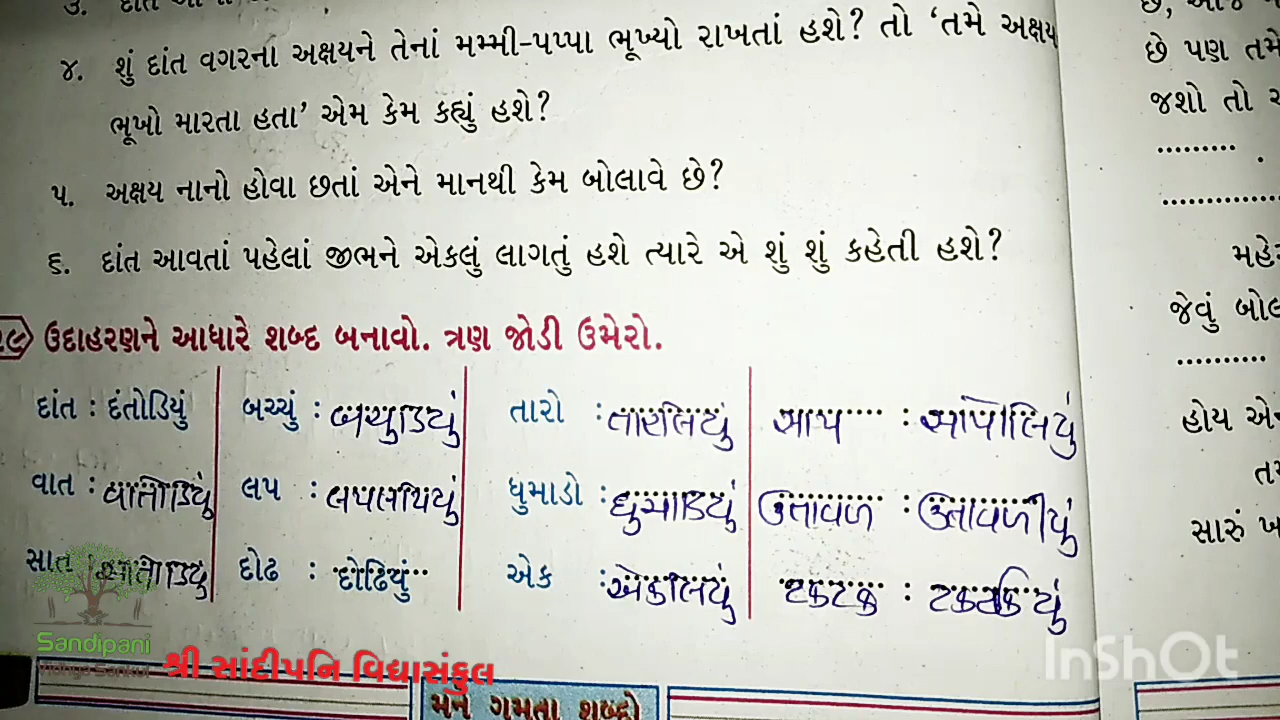 ૩. દાંત
૪. શું દાંત વગરના અક્ષયને તેનાં મમ્મી-પપ્પા ભૂખ્યો રાખતાં હશે? તો ‘તમે અક્ષય
ભૂખો મારતા હતા’ એમ કેમ કહ્યું હશે?
૫. અક્ષય નાનો હોવા છતાં એને માનથી કેમ બોલાવે છે?
૬. દાંત આવતાં પહેલાં જીભને એકલું લાગતું હશે ત્યારે એ શું શું કહેતી હશે?
ઉદાહરણને આધારે શબ્દ બનાવો. ત્રણ જોડી ઉમેરો.
દાંત : દંતોડિયું બચ્ચું : બચુડિયું તારો : તારલિયું સાપ : સાપોલિયું
વાત : વાતોડિયું લપ : લપલપિયું ધુમાડો : ધુમાડિયું ઉતાવળ : ઉતાવળીયું
સાત : સાતોડિયું દોઢ : દોઢિયું એક : એકલિયું ટકટક : ટકટકિયું
Sandipani
Vidhya Sankul
શ્રી સાંદીપનિ વિદ્યાસંકુલ
મને ગમતા શબ્દો
InShOt
છે પણ તમે
જશો તો
મહે
જેવું બોલ
હોય એ
સારું